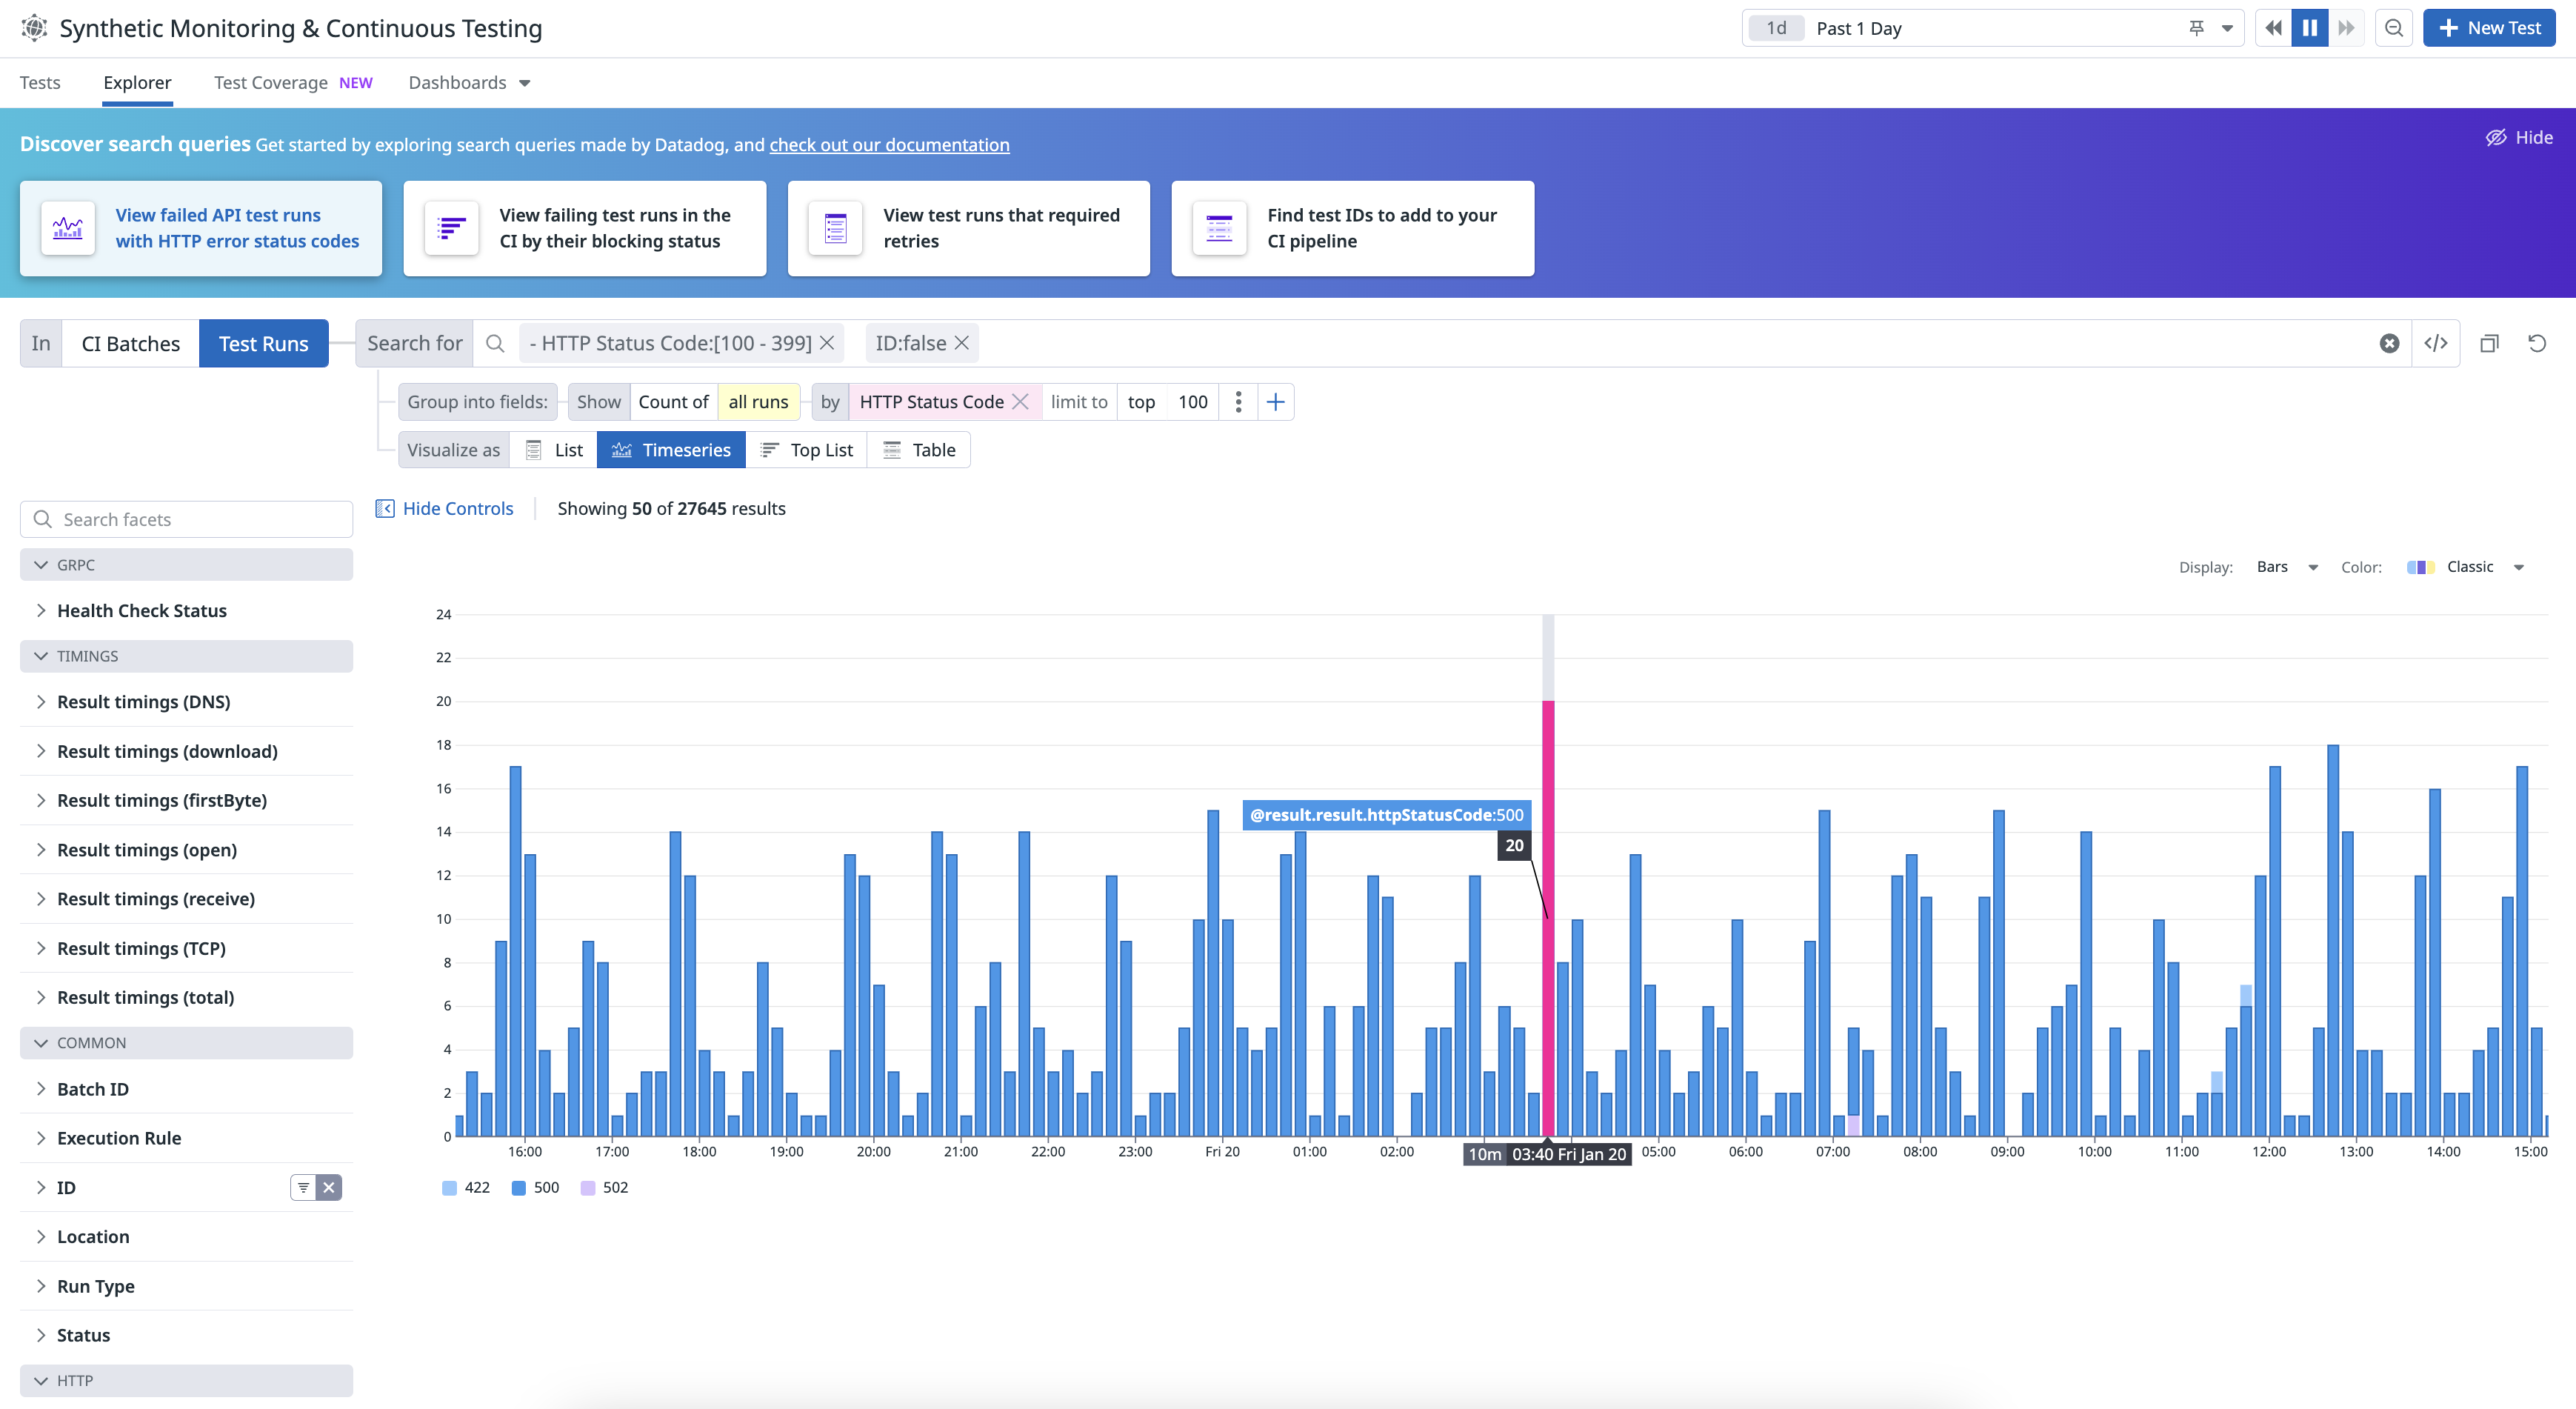 Synthetic Monitoring & Continuous Testing
1d Past 1 Day
New Test
Tests Explorer Test Coverage NEW Dashboards
Discover search queries Get started by exploring search queries made by Datadog, and check out our documentation
Hide
View failed API test runs
with HTTP error status codes
View failing test runs in the
CI by their blocking status
View test runs that required
retries
Find test IDs to add to your
CI pipeline
In CI Batches Test Runs Search for - HTTP Status Code:[100 - 399] ID:false </>
Group into fields: Show Count of all runs by HTTP Status Code limit to top 100
Visualize as List Timeseries Top List Table
Search facets
Hide Controls Showing 50 of 27645 results
GRPC
Health Check Status
TIMINGS
Result timings (DNS)
Result timings (download)
Result timings (firstByte)
Result timings (open)
Result timings (receive)
Result timings (TCP)
Result timings (total)
COMMON
Batch ID
Execution Rule
ID
Location
Run Type
Status
HTTP
Display: Bars Color: Classic
24
22
20
18
16
14
12
10
8
6
4
2
0
@result.result.httpStatusCode:500
20
16:00 17:00 18:00 19:00 20:00 21:00 22:00 23:00 Fri 20 01:00 02:00 10m 03:40 Fri Jan 20 05:00 06:00 07:00 08:00 09:00 10:00 11:00 12:00 13:00 14:00 15:00
422 500 502